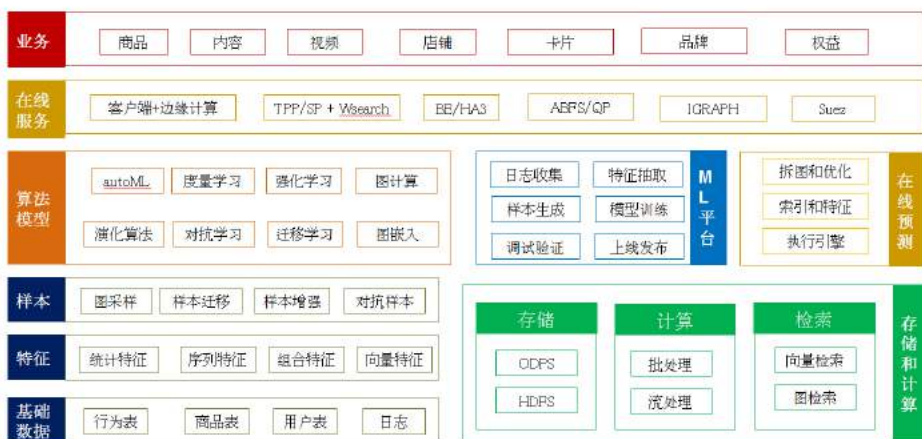 业务
商品 内容 视频 店铺 卡片 品牌 权益
在线
服务
客户端+边缘计算 TPP/SP + Wsearch BE/HA3 ABFS/QP IGRAPH Suez
算法
模型
autoML 度量学习 强化学习 图计算
演化算法 对抗学习 迁移学习 图嵌入
日志收集 特征抽取
样本生成 模型训练
调试验证 上线发布
ML平台
拆图和优化
索引和特征
执行引擎
在线预测
样本
图采样 样本迁移 样本增强 对抗样本
特征
统计特征 序列特征 组合特征 向量特征
基础
数据
行为表 商品表 用户表 日志
存储 计算 检索
ODPS 批处理 向量检索
HDFS 流处理 图检索
存储和计算